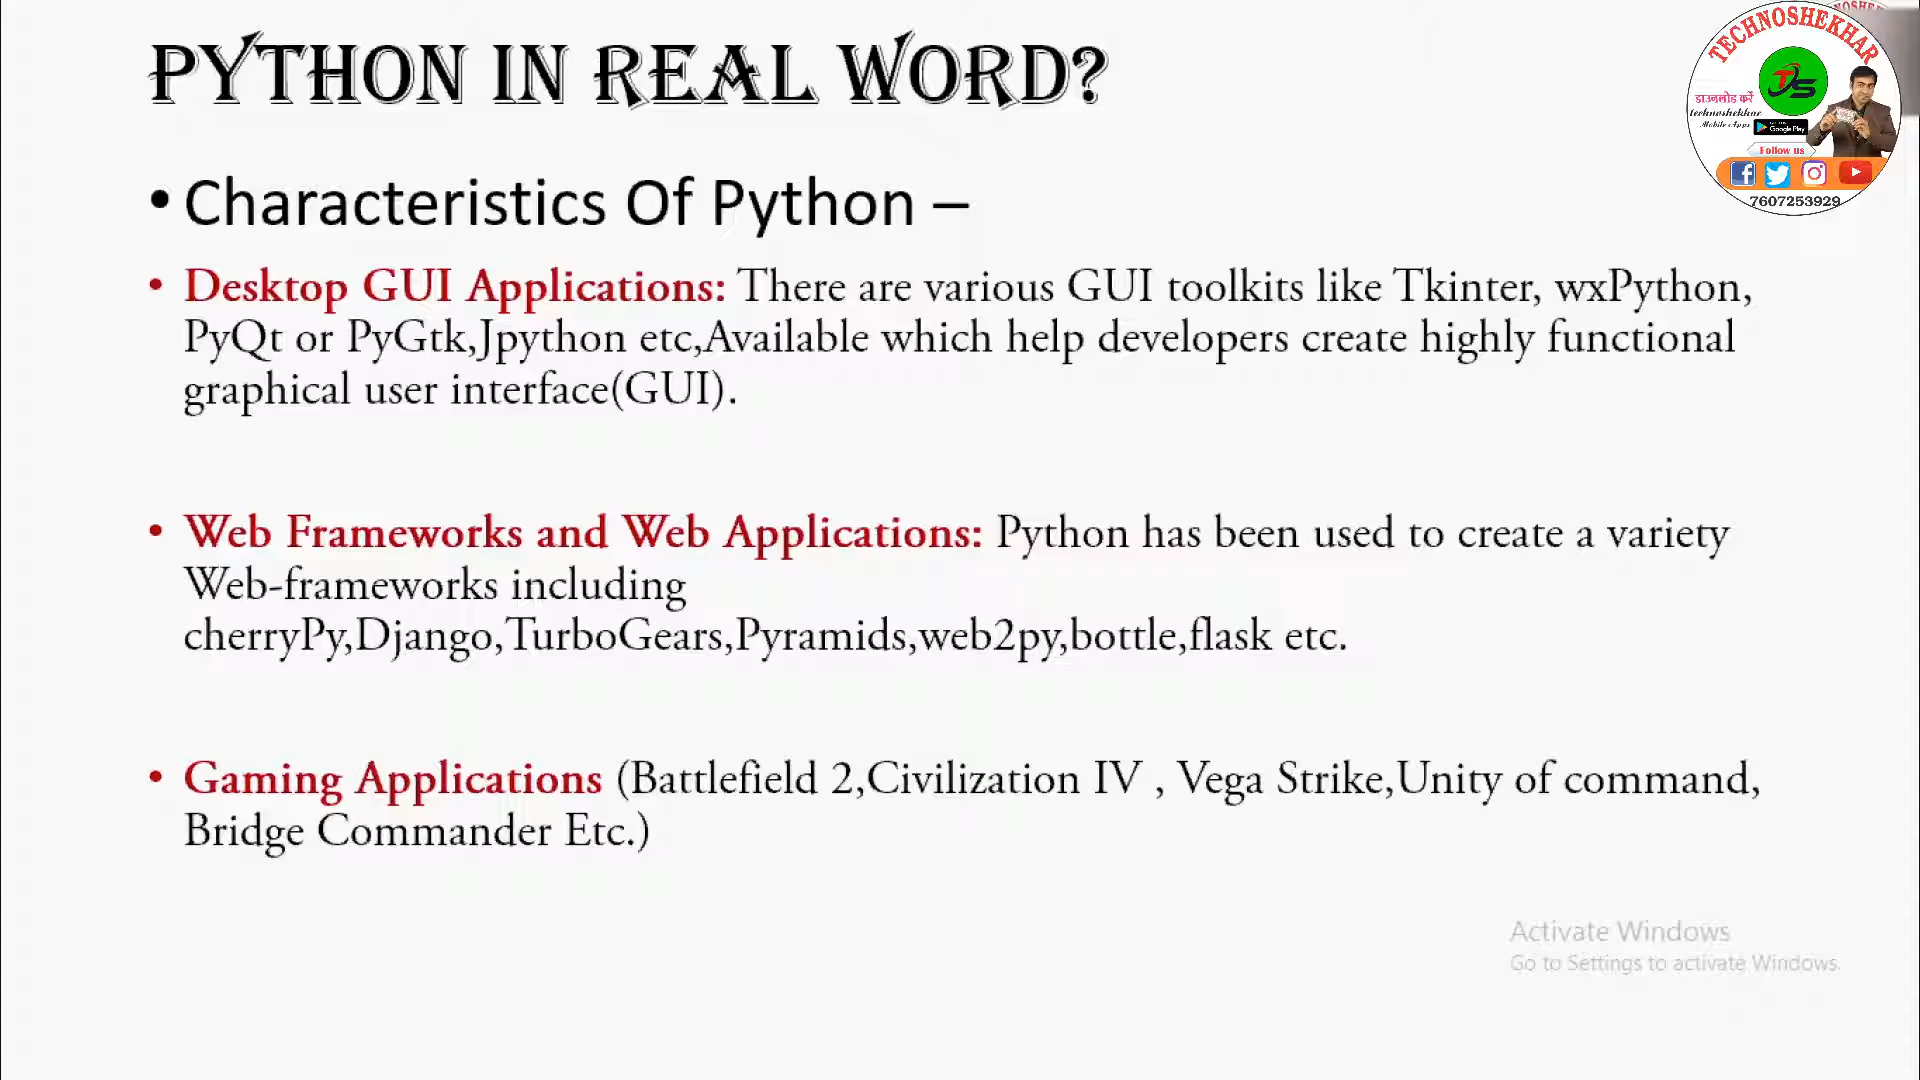 PYTHON IN REAL WORD?
• Characteristics Of Python –
• Desktop GUI Applications: There are various GUI toolkits like Tkinter, wxPython,
PyQt or PyGtk,Jpython etc,Available which help developers create highly functional
graphical user interface(GUI).
• Web Frameworks and Web Applications: Python has been used to create a variety
Web-frameworks including
cherryPy,Django,TurboGears,Pyramids,web2py,bottle,flask etc.
• Gaming Applications (Battlefield 2,Civilization IV , Vega Strike,Unity of command,
Bridge Commander Etc.)
TECHNOSHEKHAR
NOSHE
TS
डाउनलोड करें
technoshekhar
Mobile Apps
Google Play
Follow us
7607253929
Activate Windows
Go to Settings to activate Windows.